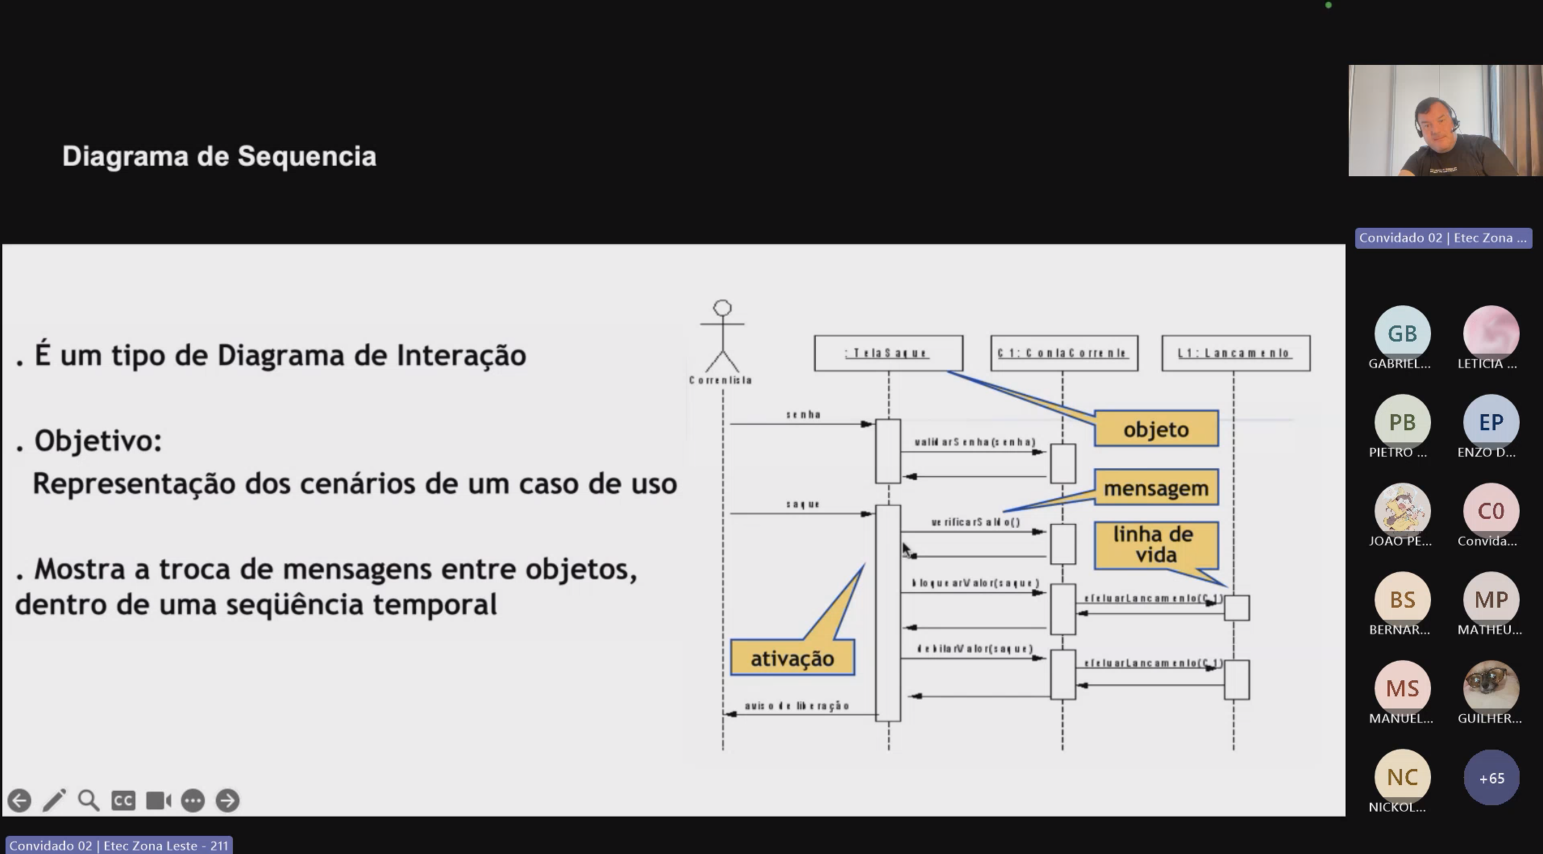 Diagrama de Sequencia
. É um tipo de Diagrama de Interação
. Objetivo:
Representação dos cenários de um caso de uso
. Mostra a troca de mensagens entre objetos,
dentro de uma seqüência temporal
Correntista
:TelaSaque
C1:ContaCorrente
L1:Lancamento
senha
validarSenha(senha)
saque
verificarSaldo()
bloquearValor(saque)
efetuarLancamento(C1)
debitarValor(saque)
efetuarLancamento(C1)
aviso de liberação
objeto
mensagem
linha de
vida
ativação
CC
Convidado 02 | Etec Zona Leste - 211
Convidado 02 | Etec Zona ...
GB
GABRIEL...
LETICIA ...
PB
PIETRO ...
EP
ENZO D...
JOAO PE...
C0
Convida...
BS
BERNAR...
MP
MATHEU...
MS
MANUEL...
GUILHER...
NC
NICKOL...
+65